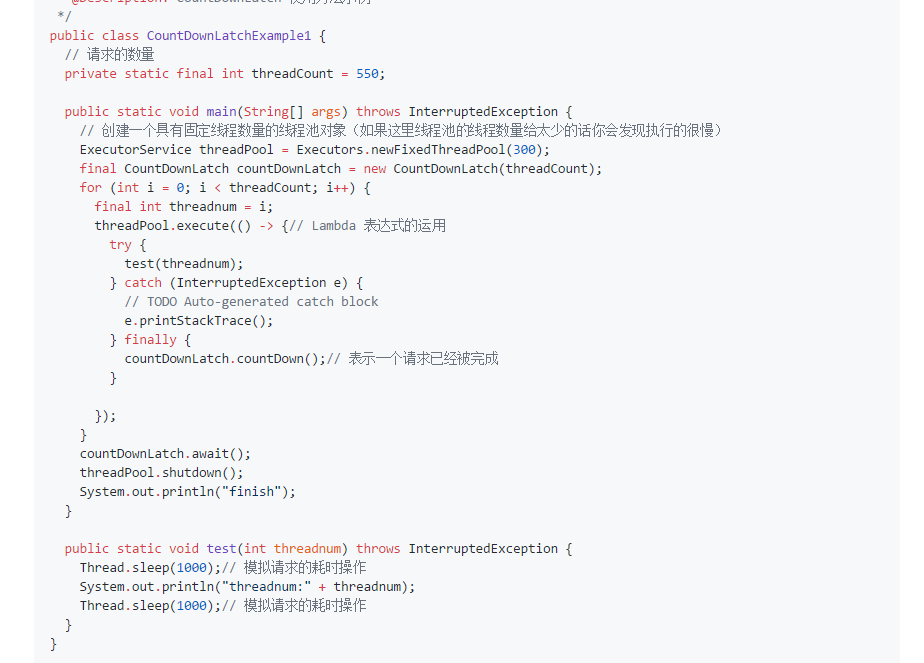 */
public class CountDownLatchExample1 {
  // 请求的数量
  private static final int threadCount = 550;

  public static void main(String[] args) throws InterruptedException {
    // 创建一个具有固定线程数量的线程池对象（如果这里线程池的线程数量给太少的话你会发现执行的很慢）
    ExecutorService threadPool = Executors.newFixedThreadPool(300);
    final CountDownLatch countDownLatch = new CountDownLatch(threadCount);
    for (int i = 0; i < threadCount; i++) {
      final int threadnum = i;
      threadPool.execute(() -> {// Lambda 表达式的运用
        try {
          test(threadnum);
        } catch (InterruptedException e) {
          // TODO Auto-generated catch block
          e.printStackTrace();
        } finally {
          countDownLatch.countDown();// 表示一个请求已经被完成
        }

      });
    }
    countDownLatch.await();
    threadPool.shutdown();
    System.out.println("finish");
  }

  public static void test(int threadnum) throws InterruptedException {
    Thread.sleep(1000);// 模拟请求的耗时操作
    System.out.println("threadnum:" + threadnum);
    Thread.sleep(1000);// 模拟请求的耗时操作
  }
}